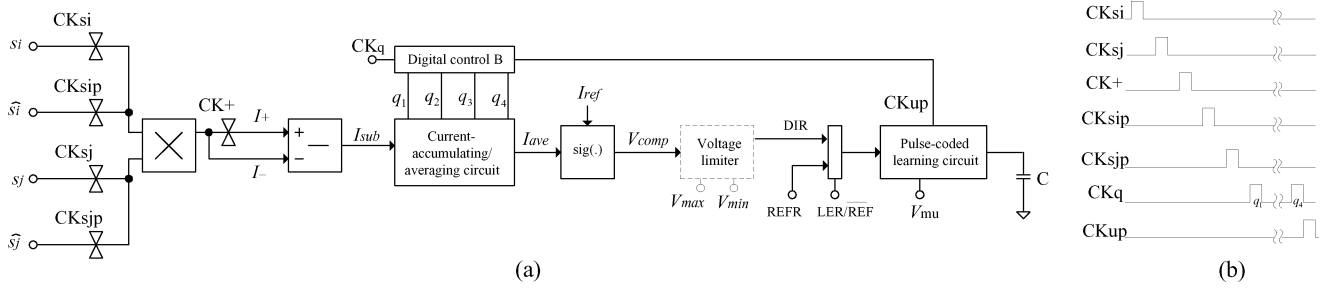 CKsi
si
CKsip
ŝi
CKsj
sj
CKsjp
ŝj
CK+
I+
I−
+
−
Isub
CKq
Digital control B
q1 q2 q3 q4
Current-
accumulating/
averaging circuit
Iave
Iref
sig(.)
Vcomp
Voltage
limiter
Vmax Vmin
DIR
REFR
LER/R̅E̅F̅
CKup
Pulse-coded
learning circuit
Vmu
C
(a)
CKsi
CKsj
CK+
CKsip
CKsjp
CKq
q1 q4
CKup
(b)